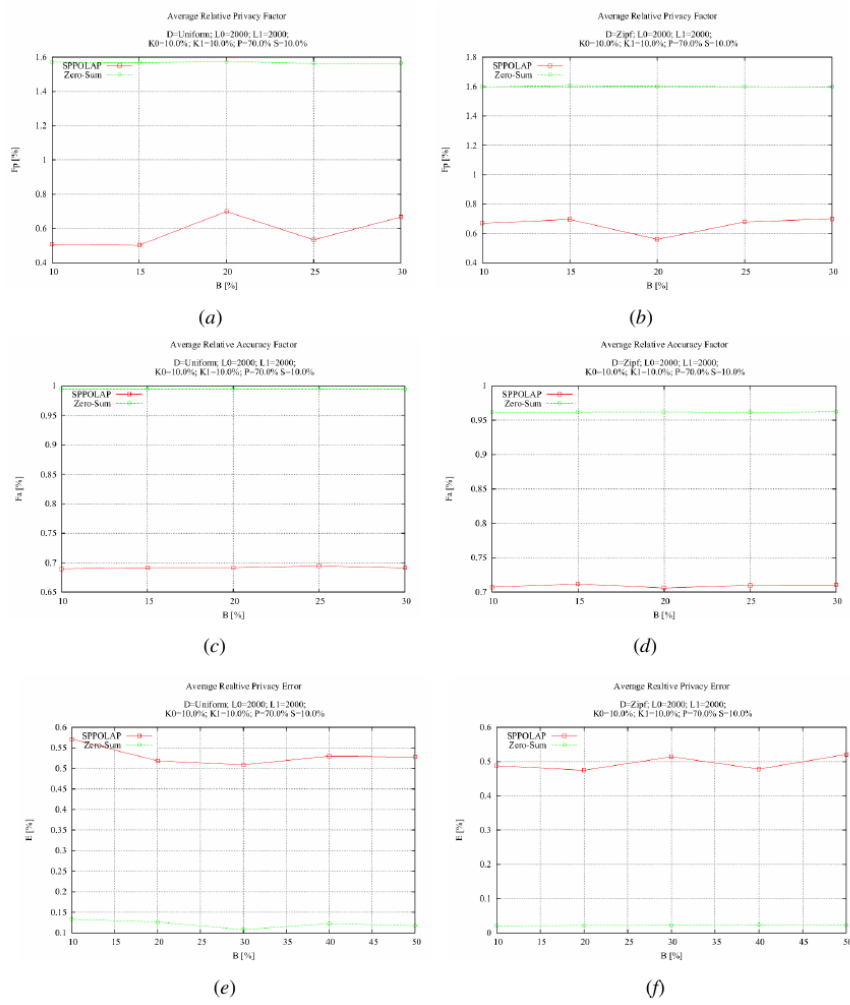 Average Relative Privacy Factor
D=Uniform; L0=2000; L1=2000;
K0=10.0%; K1=10.0%; P=70.0% S=10.0%
1.6
1.4
1.2
1
0.8
0.6
0.4
Fp [%]
SPPOLAP
Zero-Sum
10
15
20
25
30
B [%]
(a)
Average Relative Privacy Factor
D=Zipf; L0=2000; L1=2000;
K0=10.0%; K1=10.0%; P=70.0% S=10.0%
1.8
1.6
1.4
1.2
1
0.8
0.6
0.4
Fp [%]
SPPOLAP
Zero-Sum
10
15
20
25
30
B [%]
(b)
Average Relative Accuracy Factor
D=Uniform; L0=2000; L1=2000;
K0=10.0%; K1=10.0%; P=70.0% S=10.0%
1
0.95
0.9
0.85
0.8
0.75
0.7
0.65
Fa [%]
SPPOLAP
Zero-Sum
10
15
20
25
30
B [%]
(c)
Average Relative Accuracy Factor
D=Zipf; L0=2000; L1=2000;
K0=10.0%; K1=10.0%; P=70.0% S=10.0%
1
0.95
0.9
0.85
0.8
0.75
0.7
Fa [%]
SPPOLAP
Zero-Sum
10
15
20
25
30
B [%]
(d)
Average Realtive Privacy Error
D=Uniform; L0=2000; L1=2000;
K0=10.0%; K1=10.0%; P=70.0% S=10.0%
0.6
0.55
0.5
0.45
0.4
0.35
0.3
0.25
0.2
0.15
0.1
E [%]
SPPOLAP
Zero-Sum
10
15
20
25
30
35
40
45
50
B [%]
(e)
Average Realtive Privacy Error
D=Zipf; L0=2000; L1=2000;
K0=10.0%; K1=10.0%; P=70.0% S=10.0%
0.6
0.5
0.4
0.3
0.2
0.1
0
E [%]
SPPOLAP
Zero-Sum
10
15
20
25
30
35
40
45
50
B [%]
(f)